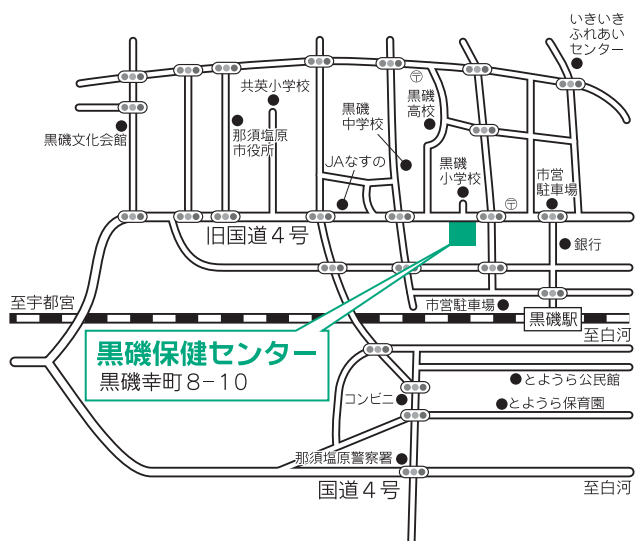 いきいき
ふれあい
センター
〒
共英小学校
黒磯
高校
黒磯
中学校
黒磯文化会館
那須塩原
市役所
JAなすの
黒磯
小学校
市営
駐車場
〒
旧国道4号
銀行
至宇都宮
市営駐車場
黒磯駅
至白河
黒磯保健センター
黒磯幸町8−10
とようら公民館
コンビニ
とようら保育園
那須塩原警察署
国道4号
至白河